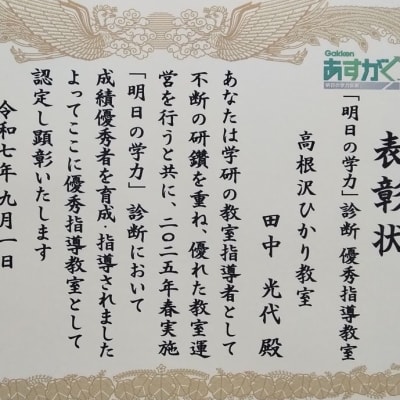 Gakken
あすがく
表彰状
「明日の学力」診断 優秀指導教室
高根沢ひかり教室
田中 光代 殿
あなたは学研の教室指導者として
不断の研鑽を重ね、優れた教室運
営を行うと共に、二〇二五年春実施
「明日の学力」診断において
成績優秀者を育成・指導されました
よってここに優秀指導教室として
認定し顕彰いたします
令和七年九月一日